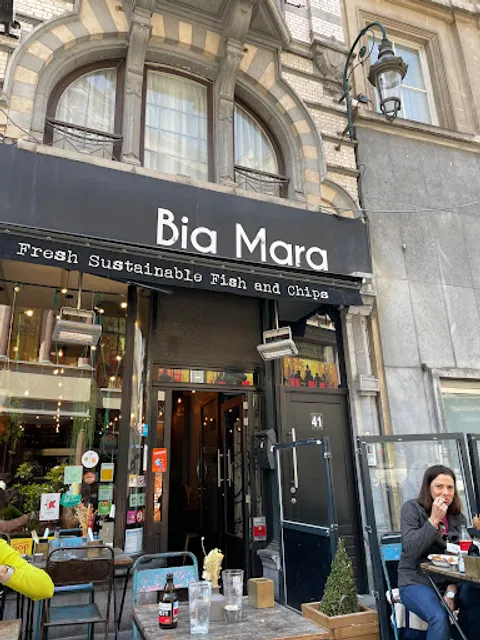 Bia Mara
Fresh Sustainable Fish and Chips
41